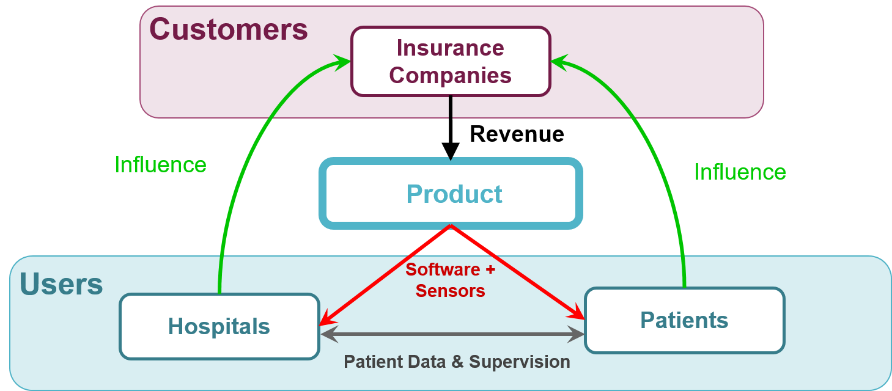 Customers
Insurance
Companies
Revenue
Influence
Influence
Product
Users
Software +
Sensors
Hospitals
Patients
Patient Data & Supervision